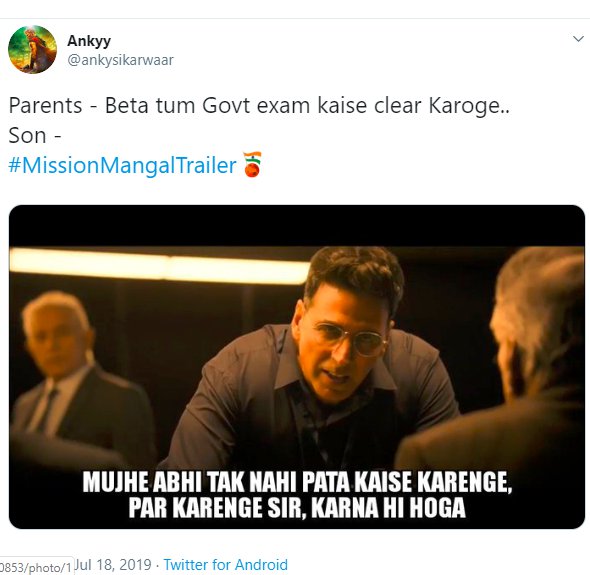 Ankyy
@ankysikarwaar
Parents - Beta tum Govt exam kaise clear Karoge..
Son -
#MissionMangalTrailer
MUJHE ABHI TAK NAHI PATA KAISE KARENGE,
PAR KARENGE SIR, KARNA HI HOGA
0853/photo/1 Jul 18, 2019 · Twitter for Android